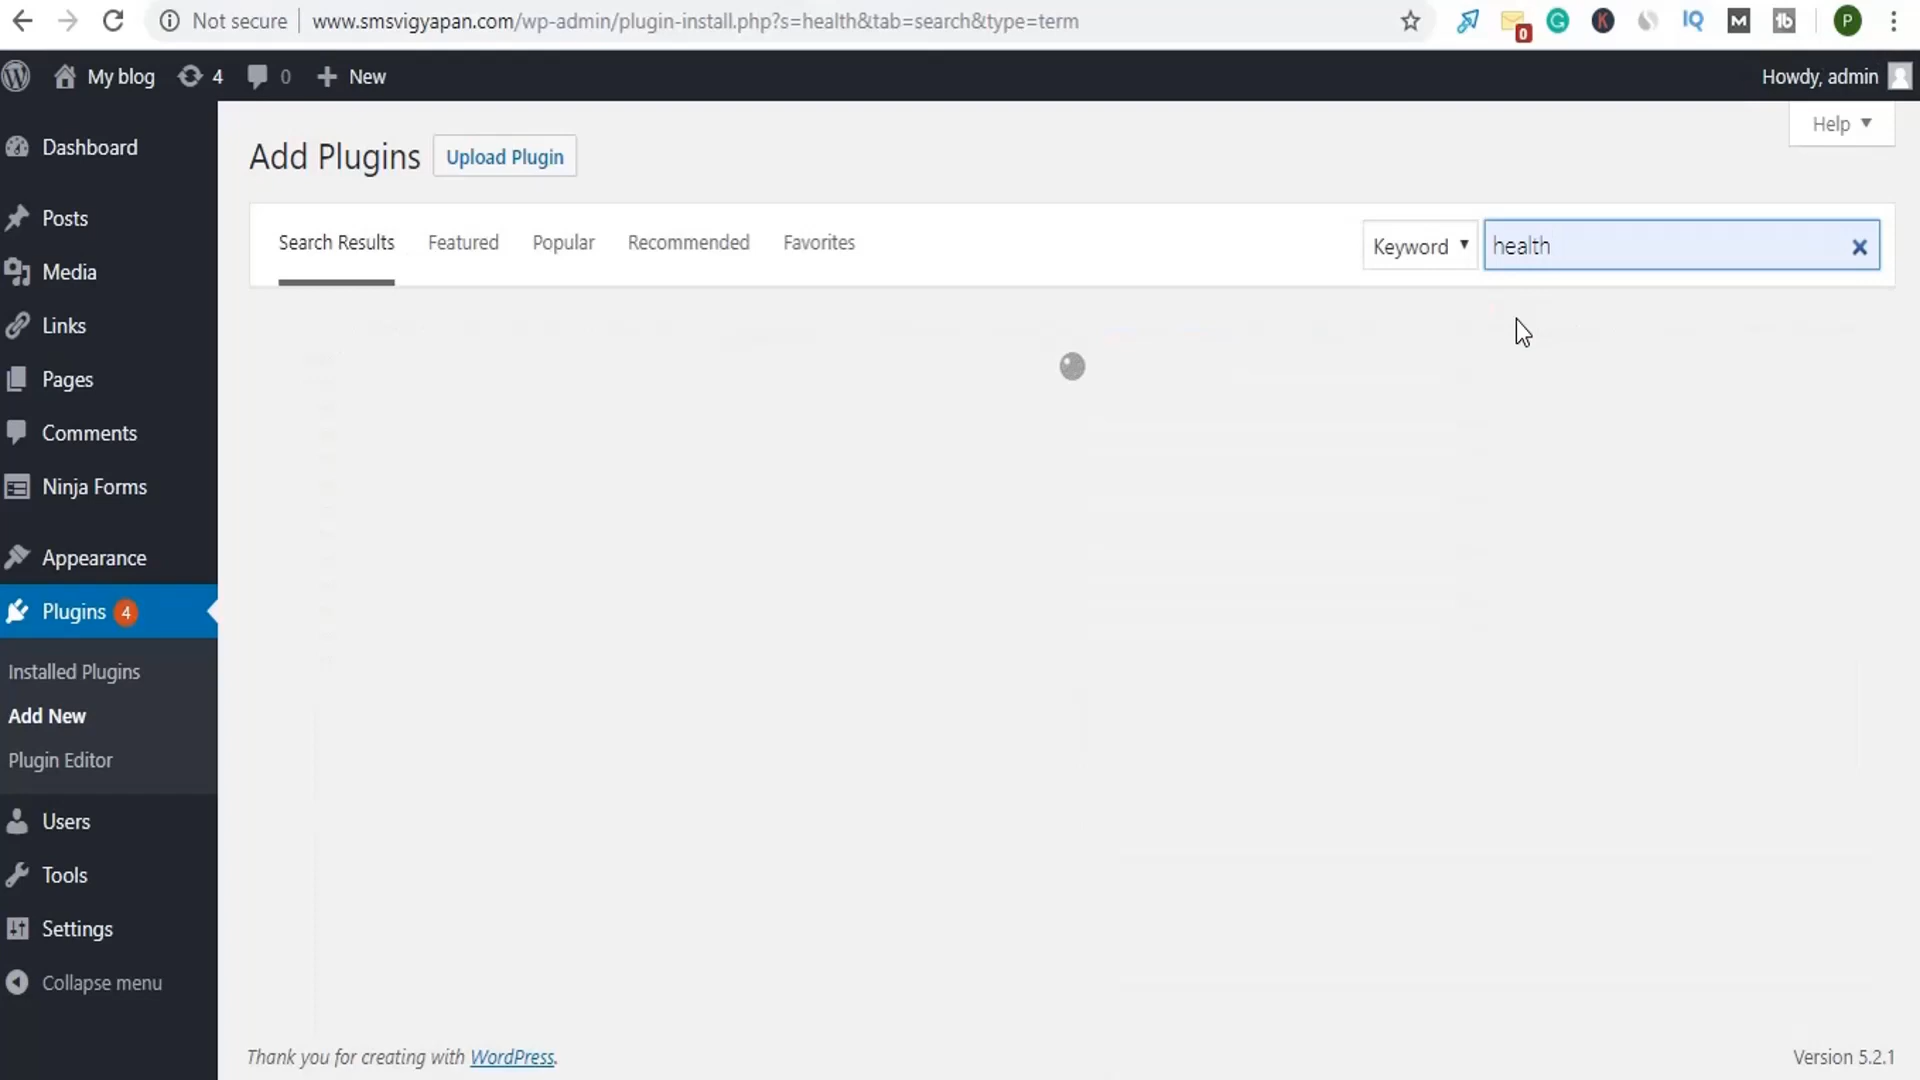 Not secure www.smsvigyapan.com/wp-admin/plugin-install.php?s=health&tab=search&type=term 0 G K IQ M tb P
My blog 4 0 + New Howdy, admin
Help ▼
Dashboard
Posts
Media
Links
Pages
Comments
Ninja Forms
Appearance
Plugins 4
Installed Plugins
Add New
Plugin Editor
Users
Tools
Settings
Collapse menu
Add Plugins Upload Plugin
Search Results Featured Popular Recommended Favorites Keyword ▼ health ×
Thank you for creating with WordPress. Version 5.2.1